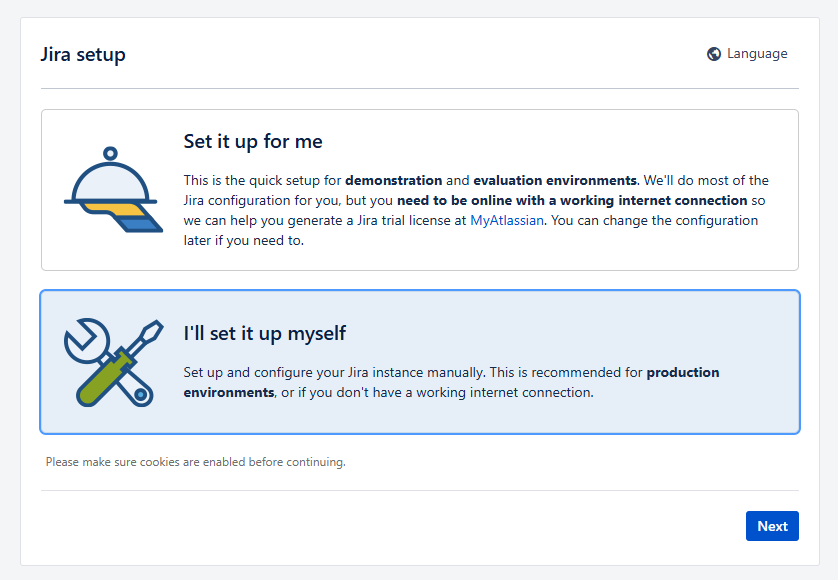 Jira setup
Language
Set it up for me
This is the quick setup for demonstration and evaluation environments. We'll do most of the
Jira configuration for you, but you need to be online with a working internet connection so
we can help you generate a Jira trial license at MyAtlassian. You can change the configuration
later if you need to.
I'll set it up myself
Set up and configure your Jira instance manually. This is recommended for production
environments, or if you don't have a working internet connection.
Please make sure cookies are enabled before continuing.
Next